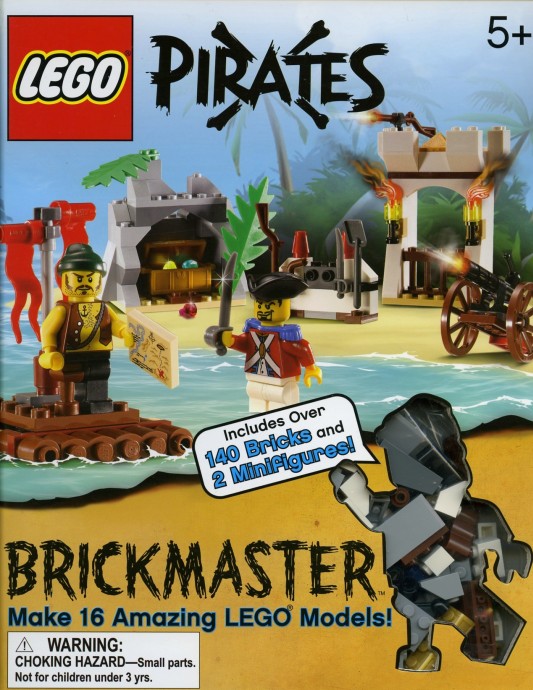 LEGO
PIRATES
5+
Includes Over
140 Bricks and
2 Minifigures!
BRICKMASTER™
Make 16 Amazing LEGO® Models!
⚠ WARNING:
CHOKING HAZARD—Small parts.
Not for children under 3 yrs.